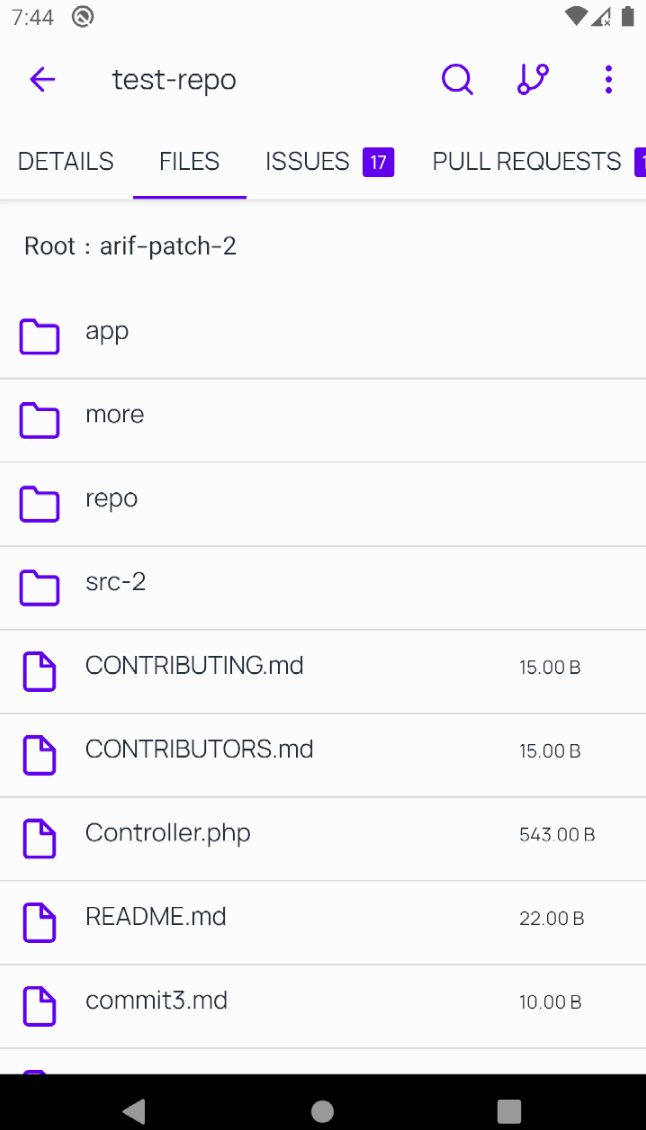 7:44
test-repo
DETAILS FILES ISSUES 17 PULL REQUESTS
Root : arif-patch-2
app
more
repo
src-2
CONTRIBUTING.md 15.00 B
CONTRIBUTORS.md 15.00 B
Controller.php 543.00 B
README.md 22.00 B
commit3.md 10.00 B